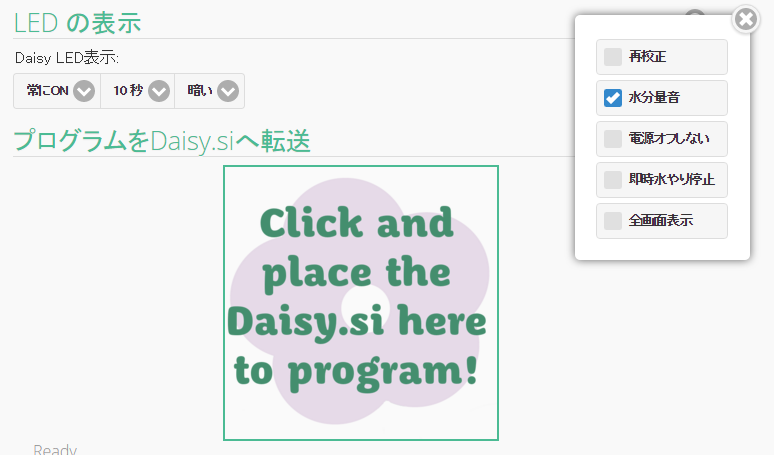 LED の表示
Daisy LED表示:
常にON
10 秒
暗い
プログラムをDaisy.siへ転送
Click and
place the
Daisy.si here
to program!
Ready
再校正
水分量音
電源オフしない
即時水やり停止
全画面表示